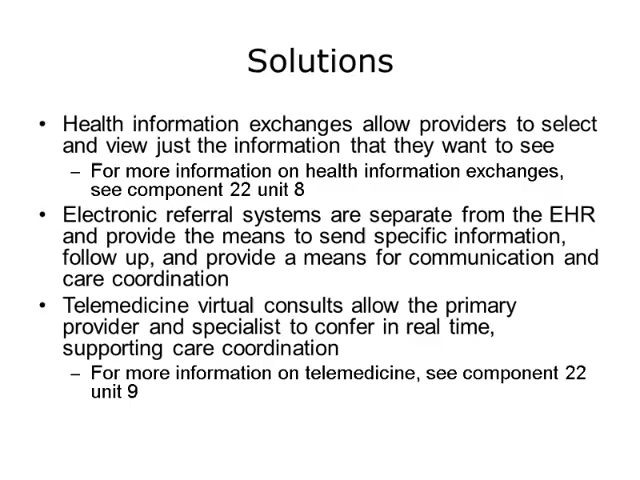 Solutions
• Health information exchanges allow providers to select
and view just the information that they want to see
– For more information on health information exchanges,
see component 22 unit 8
• Electronic referral systems are separate from the EHR
and provide the means to send specific information,
follow up, and provide a means for communication and
care coordination
• Telemedicine virtual consults allow the primary
provider and specialist to confer in real time,
supporting care coordination
– For more information on telemedicine, see component 22
unit 9